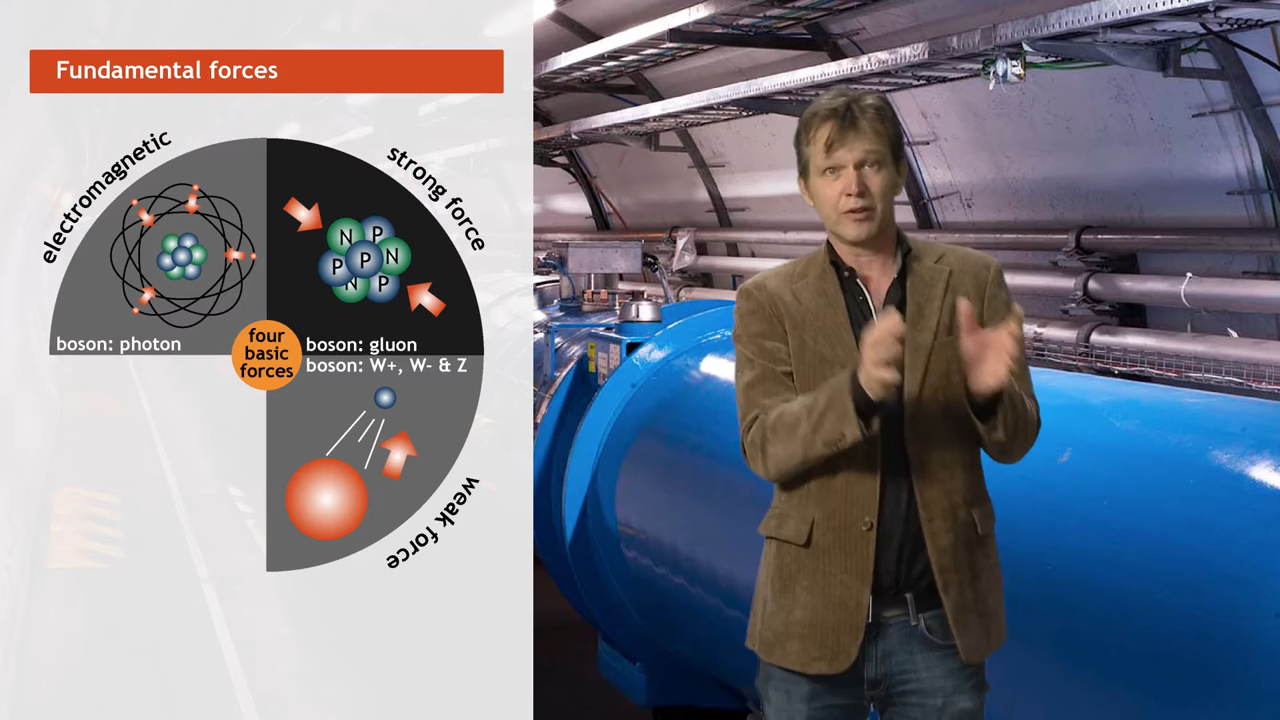 Fundamental forces
electromagnetic
strong force
N
P
P
P
N
N
P
boson: photon
four
basic
forces
boson: gluon
boson: W+, W- & Z
weak force